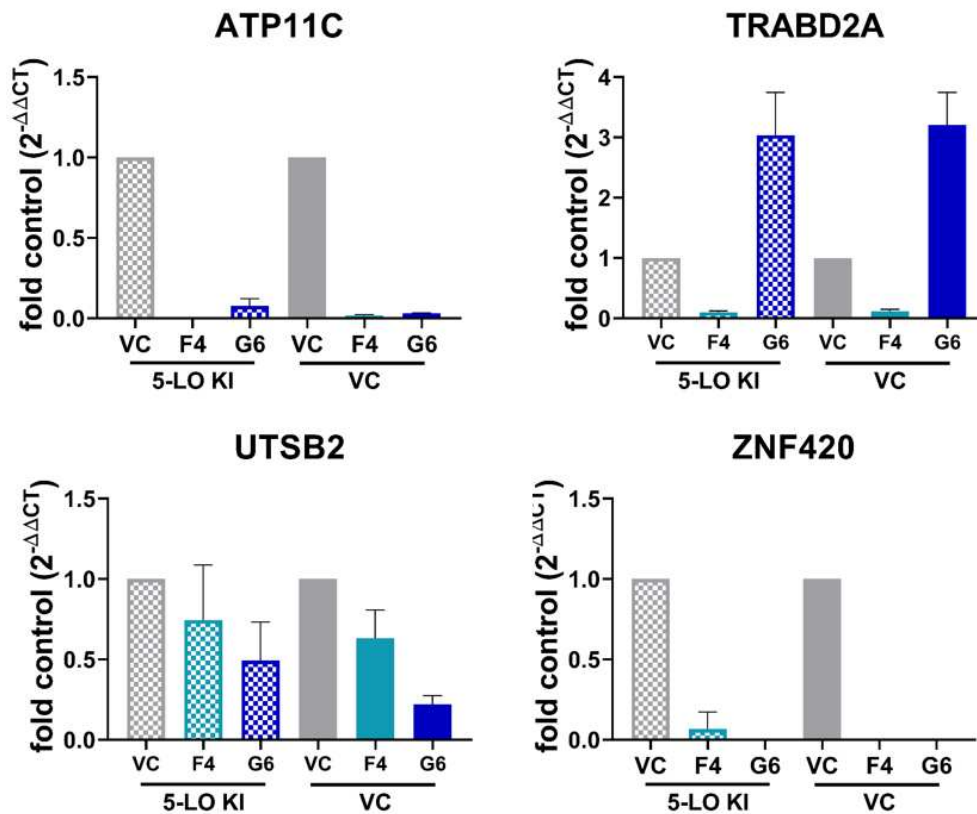 ATP11C
fold control (2^-ΔΔCT)
1.5
1.0
0.5
0.0
VC F4 G6 VC F4 G6
5-LO KI VC
TRABD2A
fold control (2^-ΔΔCT)
4
3
2
1
0
VC F4 G6 VC F4 G6
5-LO KI VC
UTSB2
fold control (2^-ΔΔCT)
1.5
1.0
0.5
0.0
VC F4 G6 VC F4 G6
5-LO KI VC
ZNF420
fold control (2^-ΔΔCT)
1.5
1.0
0.5
0.0
VC F4 G6 VC F4 G6
5-LO KI VC